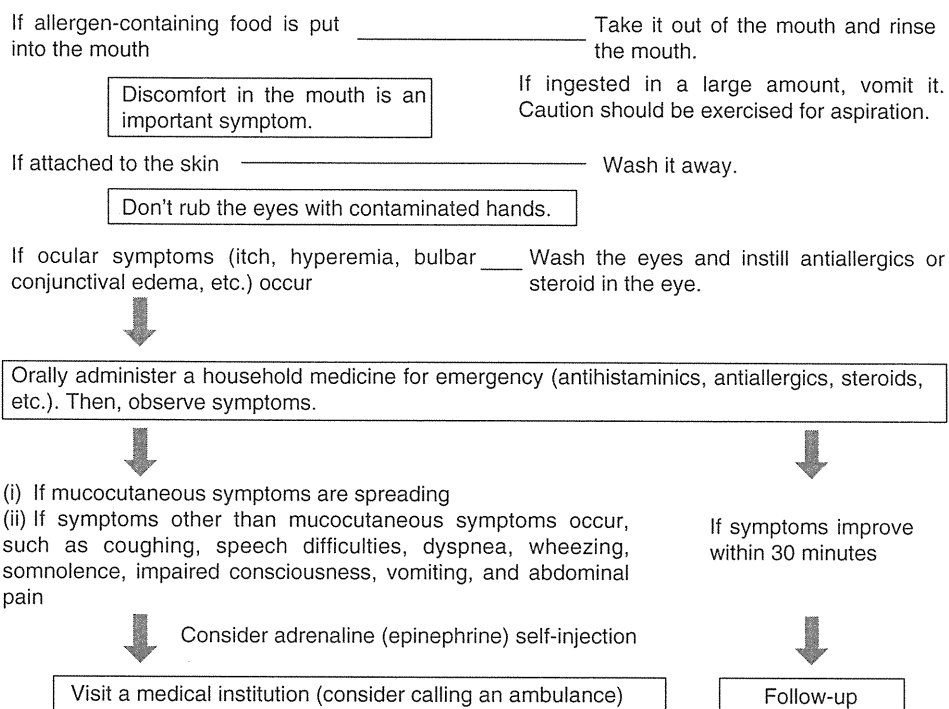 If allergen-containing food is put
into the mouth
Take it out of the mouth and rinse
the mouth.
Discomfort in the mouth is an
important symptom.
If ingested in a large amount, vomit it.
Caution should be exercised for aspiration.
If attached to the skin
Wash it away.
Don't rub the eyes with contaminated hands.
If ocular symptoms (itch, hyperemia, bulbar
conjunctival edema, etc.) occur
Wash the eyes and instill antiallergics or
steroid in the eye.
Orally administer a household medicine for emergency (antihistaminics, antiallergics, steroids,
etc.). Then, observe symptoms.
(i) If mucocutaneous symptoms are spreading
(ii) If symptoms other than mucocutaneous symptoms occur,
such as coughing, speech difficulties, dyspnea, wheezing,
somnolence, impaired consciousness, vomiting, and abdominal
pain
If symptoms improve
within 30 minutes
Consider adrenaline (epinephrine) self-injection
Visit a medical institution (consider calling an ambulance)
Follow-up